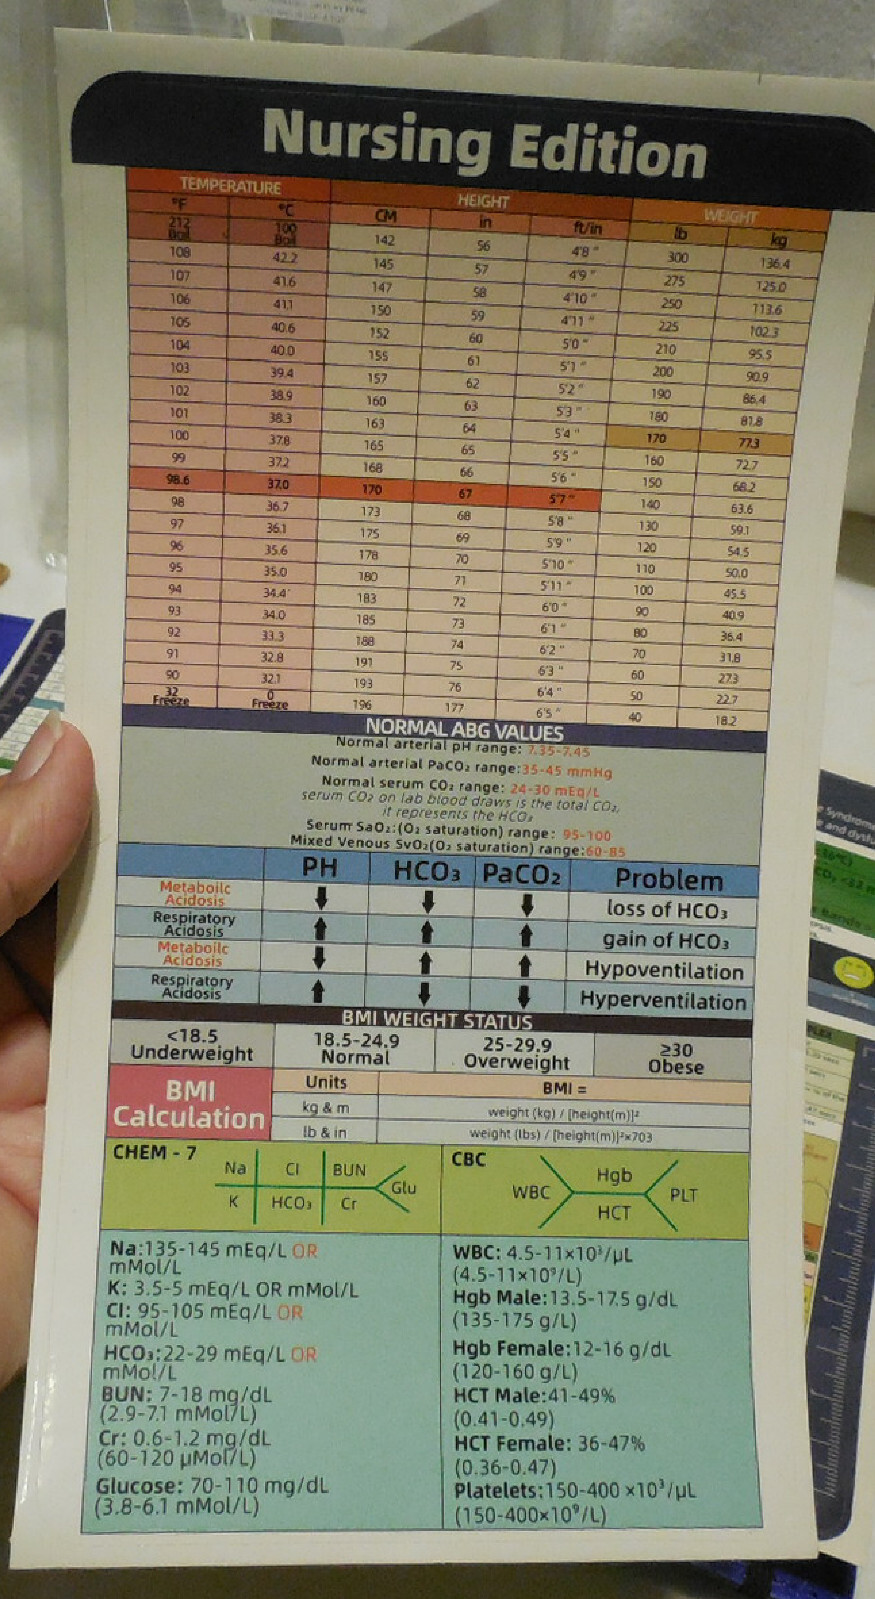 Nursing Edition
TEMPERATURE HEIGHT WEIGHT
°F °C CM in ft/in lb kg
212 Boil 100 Boil 142 56 4'8" 300 136.4
108 42.2 145 57 4'9" 275 125.0
107 41.6 147 58 4'10" 250 113.6
106 41.1 150 59 4'11" 225 102.3
105 40.6 152 60 5'0" 210 95.5
104 40.0 155 61 5'1" 200 90.9
103 39.4 157 62 5'2" 190 86.4
102 38.9 160 63 5'3" 180 81.8
101 38.3 163 64 5'4" 170 77.3
100 37.8 165 65 5'5" 160 72.7
99 37.2 168 66 5'6" 150 68.2
98.6 37.0 170 67 5'7" 140 63.6
98 36.7 173 68 5'8" 130 59.1
97 36.1 175 69 5'9" 120 54.5
96 35.6 178 70 5'10" 110 50.0
95 35.0 180 71 5'11" 100 45.5
94 34.4 183 72 6'0" 90 40.9
93 34.0 185 73 6'1" 80 36.4
92 33.3 188 74 6'2" 70 31.8
91 32.8 191 75 6'3" 60 27.3
90 32.1 193 76 6'4" 50 22.7
32 Freeze 0 Freeze 196 177 6'5" 40 18.2
NORMAL ABG VALUES
Normal arterial pH range: 7.35-7.45
Normal arterial PaCO₂ range:35-45 mmHg
Normal serum CO₂ range: 24-30 mEq/L
serum CO₂ on lab blood draws is the total CO₂,
it represents the HCO₃
Serum SaO₂:(O₂ saturation) range: 95-100
Mixed Venous SvO₂(O₂ saturation) range:60-85
PH HCO₃ PaCO₂ Problem
Metaboilc Acidosis ⬇ ⬇ ⬇ loss of HCO₃
Respiratory Acidosis ⬆ ⬆ ⬆ gain of HCO₃
Metaboilc Acidosis ⬇ ⬆ ⬆ Hypoventilation
Respiratory Acidosis ⬆ ⬇ ⬇ Hyperventilation
BMI WEIGHT STATUS
<18.5 18.5-24.9 25-29.9 ≥30
Underweight Normal Overweight Obese
BMI Calculation
Units BMI =
kg & m weight (kg) / [height(m)]²
lb & in weight (lbs) / [height(m)]²×703
CHEM - 7
Na Cl BUN
Glu
K HCO₃ Cr
CBC
Hgb
WBC PLT
HCT
Na:135-145 mEq/L OR
mMol/L
K: 3.5-5 mEq/L OR mMol/L
Cl: 95-105 mEq/L OR
mMol/L
HCO₃:22-29 mEq/L OR
mMol/L
BUN: 7-18 mg/dL
(2.9-7.1 mMol/L)
Cr: 0.6-1.2 mg/dL
(60-120 μMol/L)
Glucose: 70-110 mg/dL
(3.8-6.1 mMol/L)
WBC: 4.5-11×10³/μL
(4.5-11×10⁹/L)
Hgb Male:13.5-17.5 g/dL
(135-175 g/L)
Hgb Female:12-16 g/dL
(120-160 g/L)
HCT Male:41-49%
(0.41-0.49)
HCT Female: 36-47%
(0.36-0.47)
Platelets:150-400 ×10³/μL
(150-400×10⁹/L)